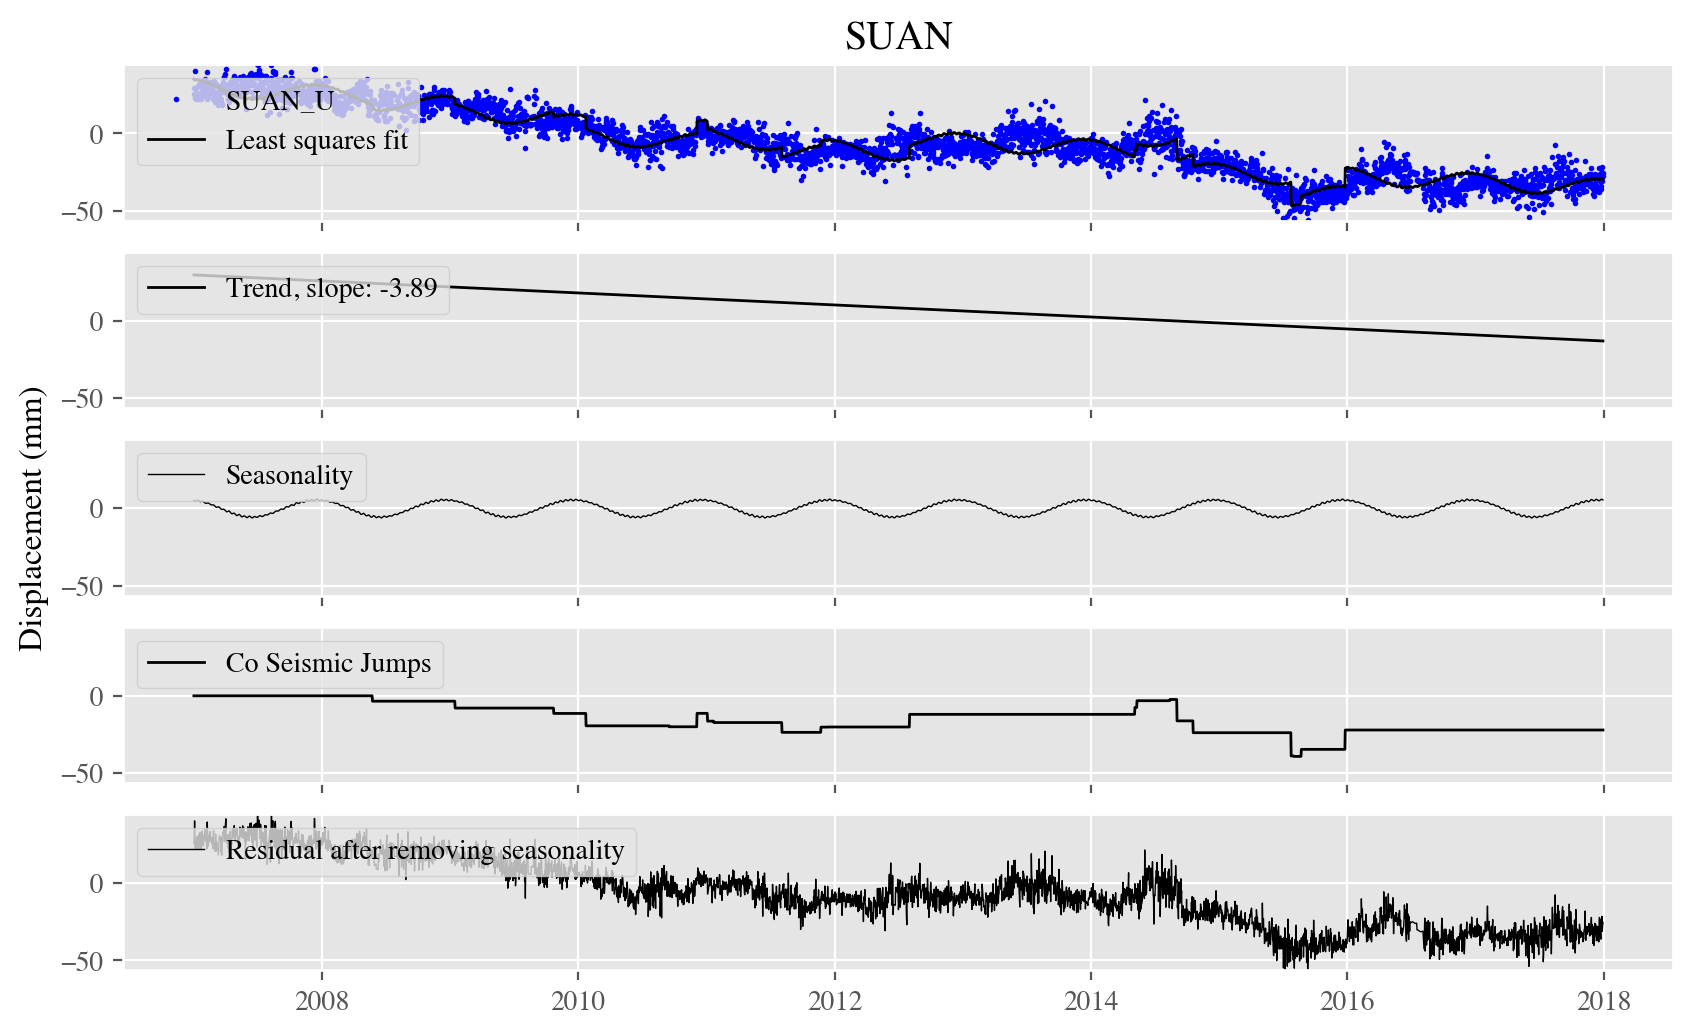 SUAN
SUAN_U
Least squares fit
0
−50
Trend, slope: -3.89
0
−50
Seasonality
0
−50
Co Seismic Jumps
0
−50
Residual after removing seasonality
0
−50
Displacement (mm)
2008 2010 2012 2014 2016 2018